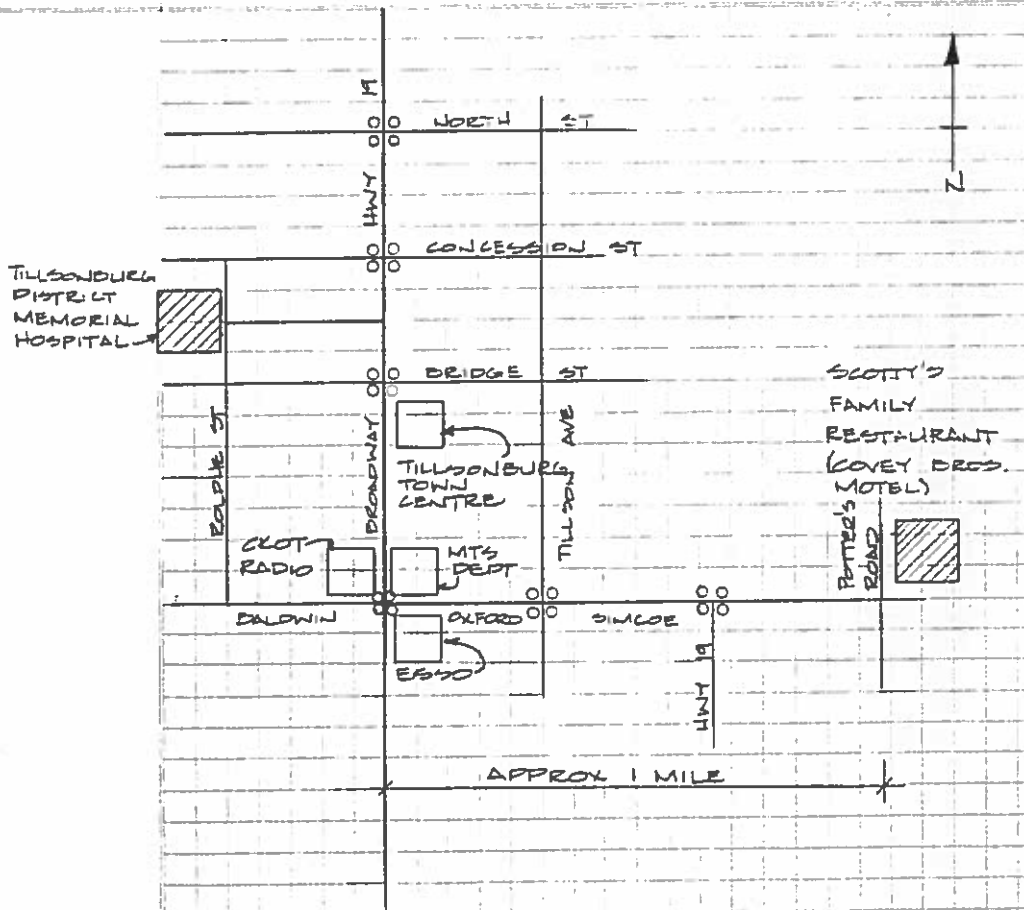 HWY 19
NORTH ST
N
CONCESSION ST
TILLSONBURG
DISTRICT
MEMORIAL
HOSPITAL
BRIDGE ST
SCOTTY'S
FAMILY
RESTAURANT
(COVEY BROS.
MOTEL)
ROLPHE ST
BROADWAY
TILLSONBURG
TOWN
CENTRE
TILLSON AVE
POTTER'S
ROAD
CKOT
RADIO
MTS
DEPT
BALDWIN
OXFORD
SIMCOE
ESSO
HWY 19
APPROX 1 MILE